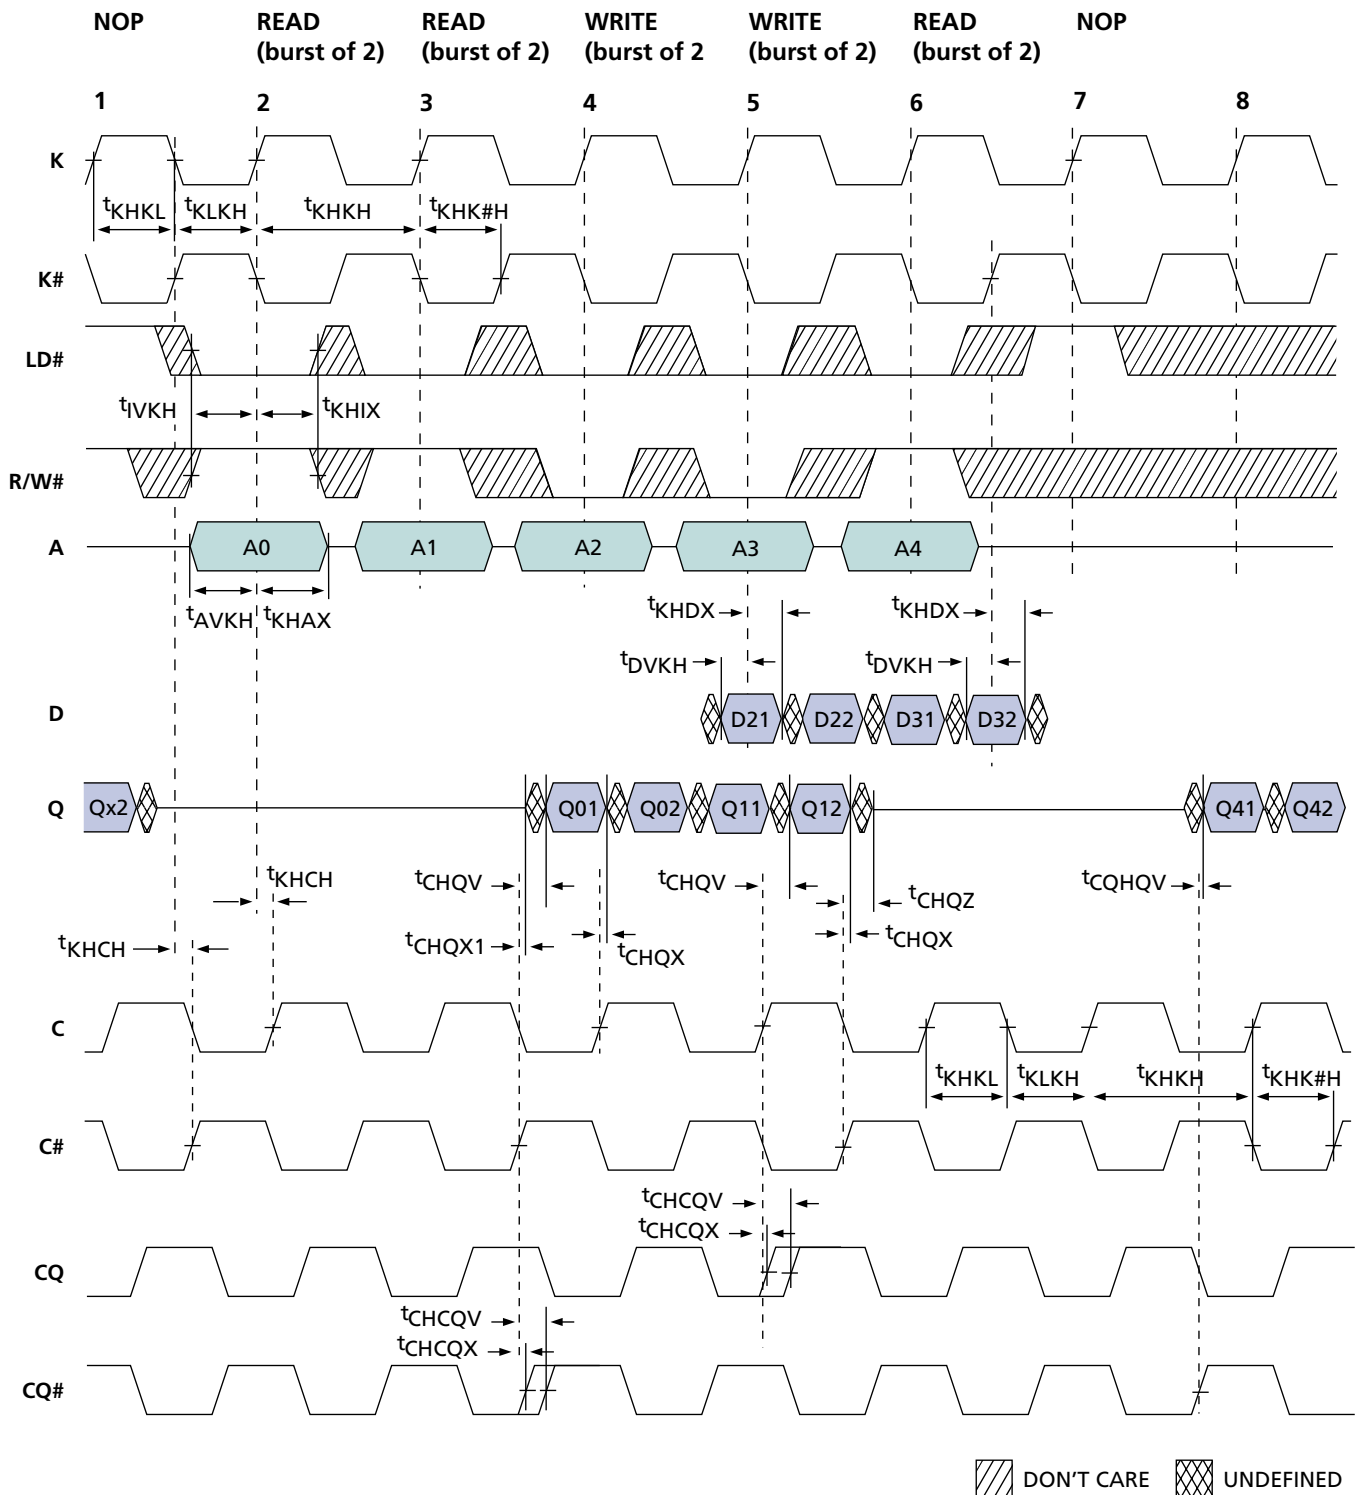 NOP READ READ WRITE WRITE READ NOP
(burst of 2) (burst of 2) (burst of 2 (burst of 2) (burst of 2)
1 2 3 4 5 6 7 8
K
tKHKL tKLKH tKHKH tKHK#H
K#
LD#
tIVKH tKHIX
R/W#
A A0 A1 A2 A3 A4
tAVKH tKHAX tKHDX tKHDX
tDVKH tDVKH
D D21 D22 D31 D32
Q Qx2 Q01 Q02 Q11 Q12 Q41 Q42
tKHCH tCHQV tCHQV tCHQZ tCQHQV
tKHCH tCHQX1 tCHQX tCHQX
C
tKHKL tKLKH tKHKH tKHK#H
C#
tCHCQV
tCHCQX
CQ
tCHCQV
tCHCQX
CQ#
DON'T CARE UNDEFINED